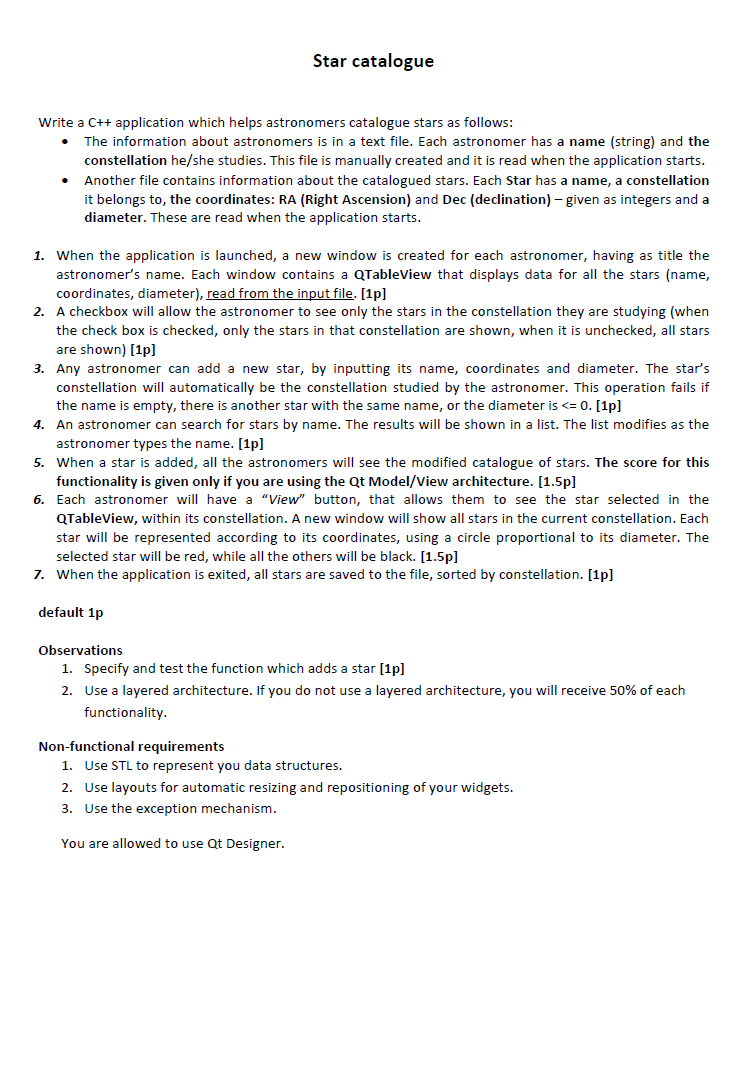 Star catalogue
Write a C++ application which helps astronomers catalogue stars as follows:
• The information about astronomers is in a text file. Each astronomer has a name (string) and the
constellation he/she studies. This file is manually created and it is read when the application starts.
• Another file contains information about the catalogued stars. Each Star has a name, a constellation
it belongs to, the coordinates: RA (Right Ascension) and Dec (declination) – given as integers and a
diameter. These are read when the application starts.
1. When the application is launched, a new window is created for each astronomer, having as title the
astronomer's name. Each window contains a QTableView that displays data for all the stars (name,
coordinates, diameter), read from the input file. [1p]
2. A checkbox will allow the astronomer to see only the stars in the constellation they are studying (when
the check box is checked, only the stars in that constellation are shown, when it is unchecked, all stars
are shown) [1p]
3. Any astronomer can add a new star, by inputting its name, coordinates and diameter. The star's
constellation will automatically be the constellation studied by the astronomer. This operation fails if
the name is empty, there is another star with the same name, or the diameter is <= 0. [1p]
4. An astronomer can search for stars by name. The results will be shown in a list. The list modifies as the
astronomer types the name. [1p]
5. When a star is added, all the astronomers will see the modified catalogue of stars. The score for this
functionality is given only if you are using the Qt Model/View architecture. [1.5p]
6. Each astronomer will have a "View" button, that allows them to see the star selected in the
QTableView, within its constellation. A new window will show all stars in the current constellation. Each
star will be represented according to its coordinates, using a circle proportional to its diameter. The
selected star will be red, while all the others will be black. [1.5p]
7. When the application is exited, all stars are saved to the file, sorted by constellation. [1p]
default 1p
Observations
1. Specify and test the function which adds a star [1p]
2. Use a layered architecture. If you do not use a layered architecture, you will receive 50% of each
functionality.
Non-functional requirements
1. Use STL to represent you data structures.
2. Use layouts for automatic resizing and repositioning of your widgets.
3. Use the exception mechanism.
You are allowed to use Qt Designer.